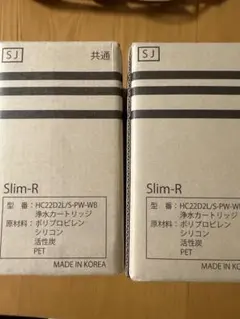 SJ
共通
Slim-R
型　番：HC22D2L/S-PW-WB
浄水カートリッジ
原材料：ポリプロピレン
シリコン
活性炭
PET
MADE IN KOREA
SJ
Slim-R
型　番：HC22D2L/S-PW-W
浄水カートリッジ
原材料：ポリプロピレン
シリコン
活性炭
PET
MADE IN KOR